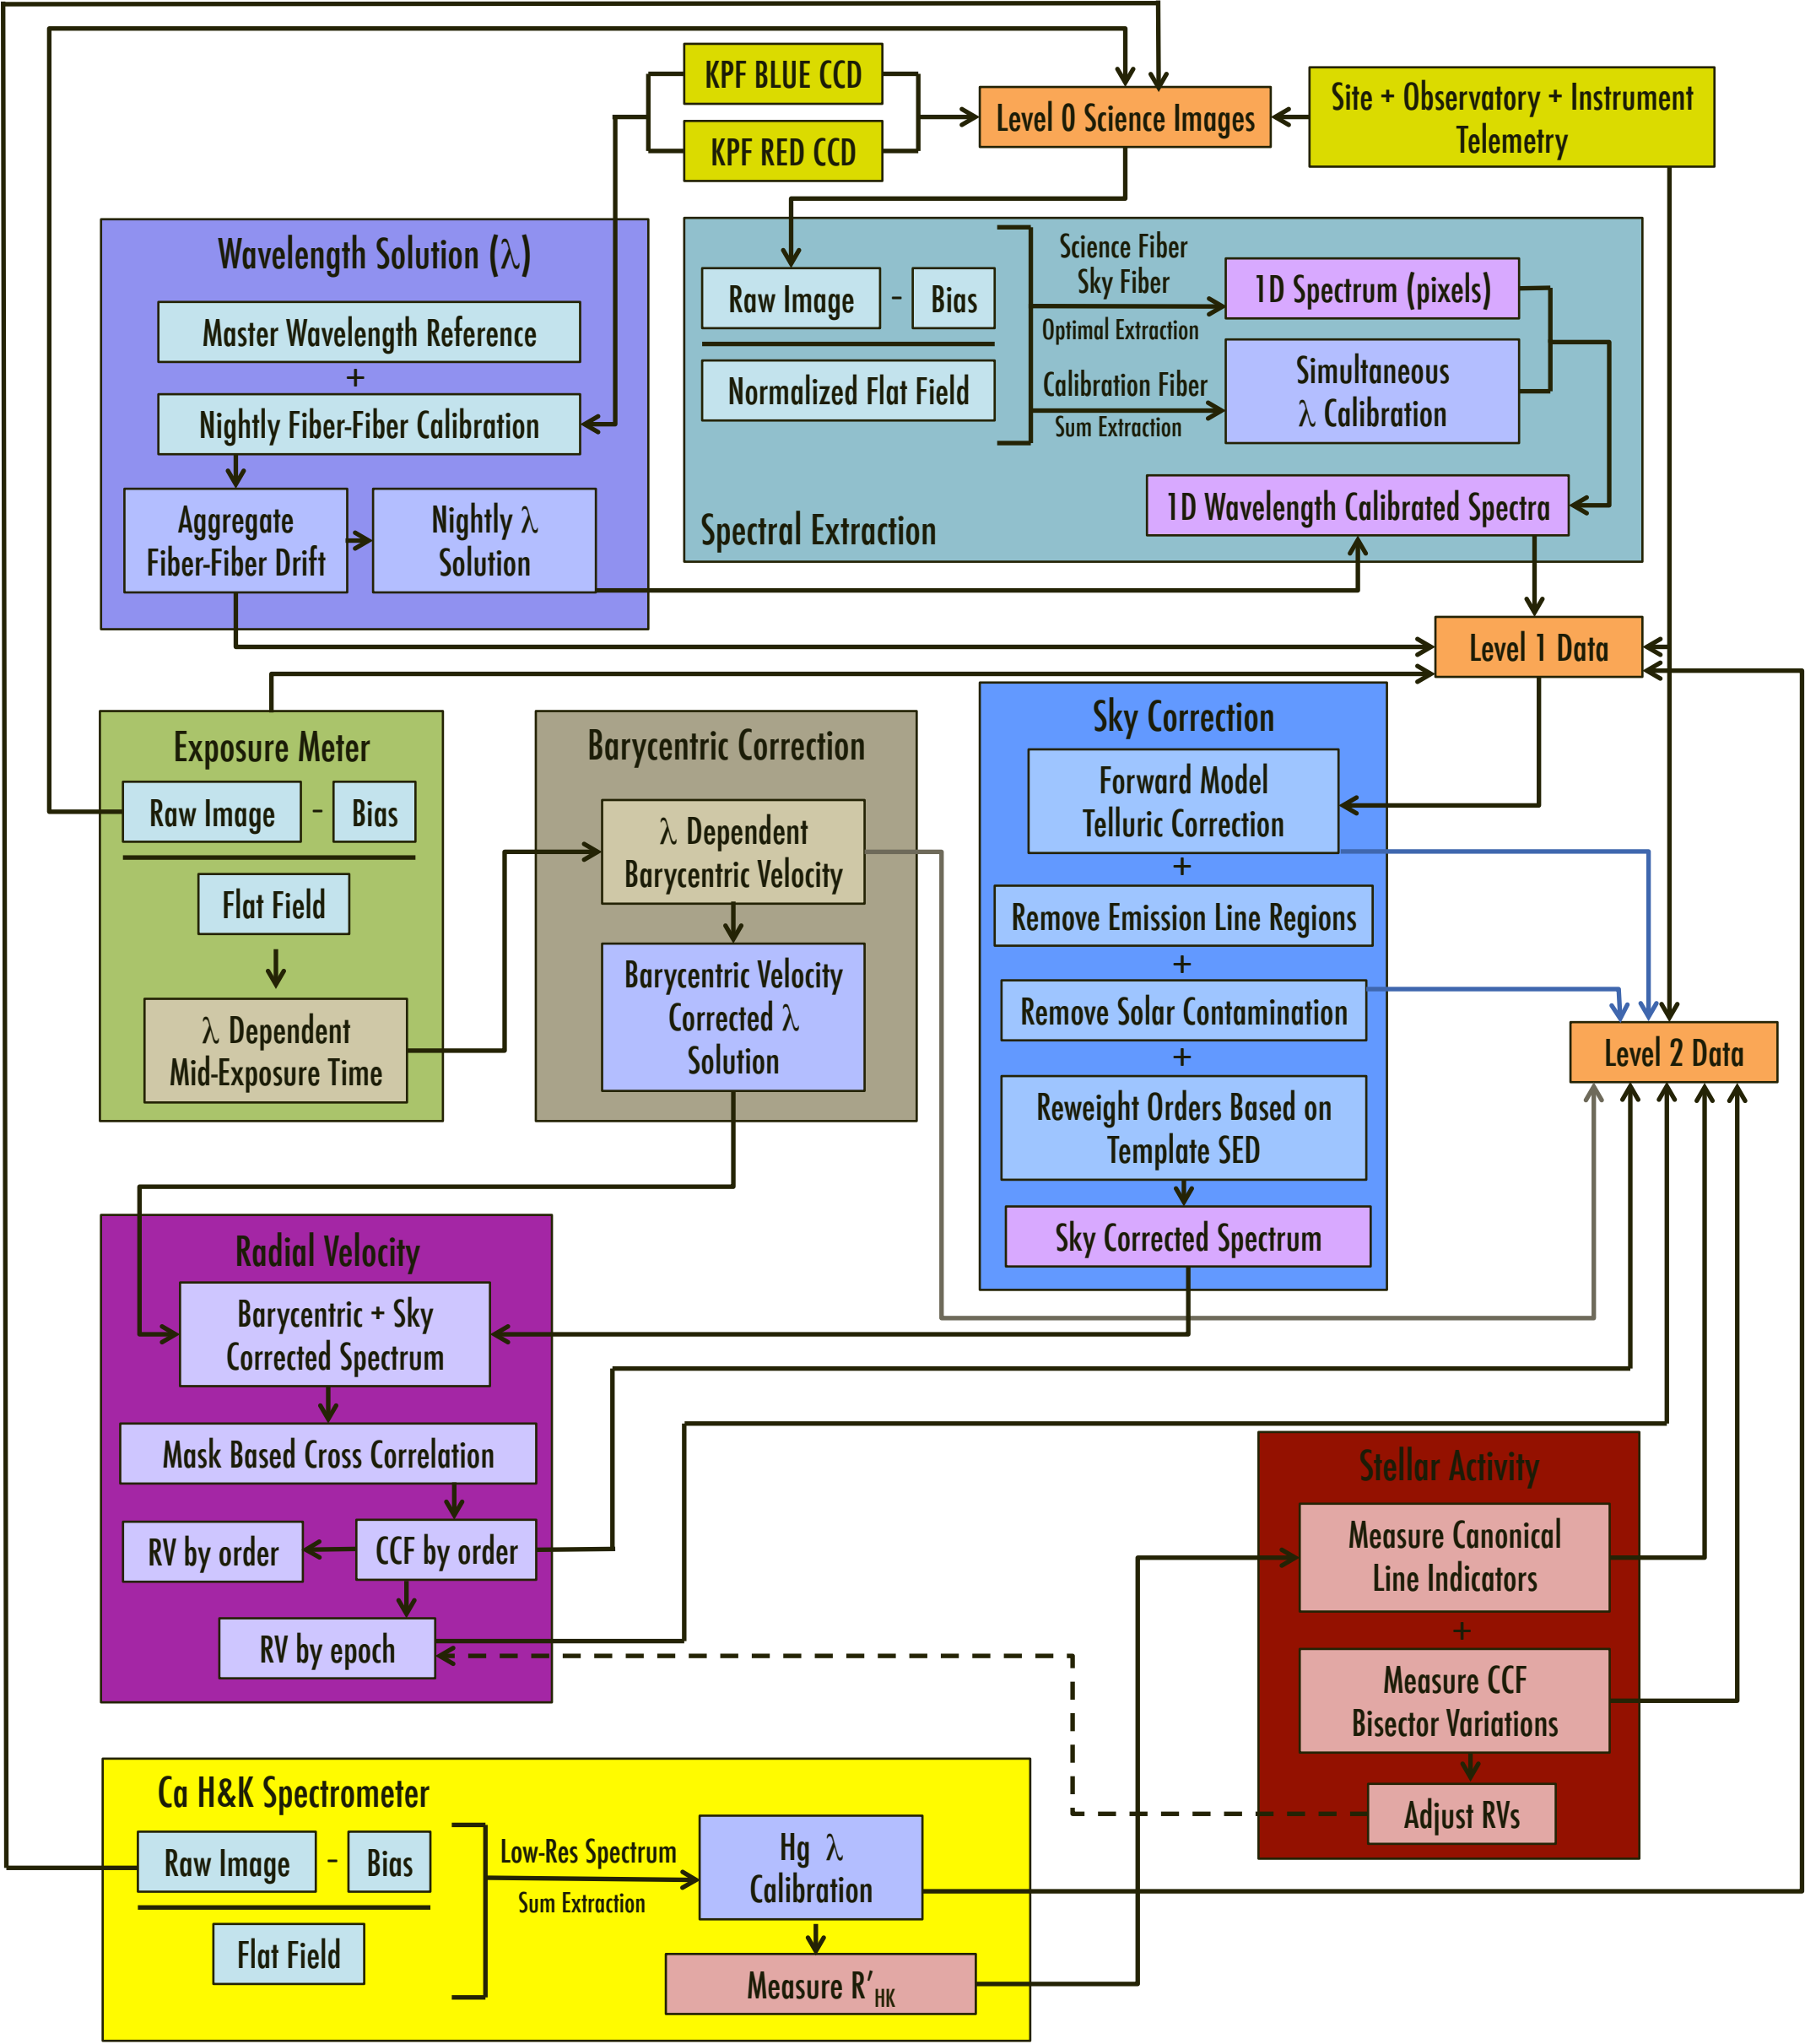 KPF BLUE CCD
KPF RED CCD
Level 0 Science Images
Site + Observatory + Instrument
Telemetry
Wavelength Solution (λ)
Master Wavelength Reference
+
Nightly Fiber-Fiber Calibration
Aggregate
Fiber-Fiber Drift
Nightly λ
Solution
Raw Image
-
Bias
Normalized Flat Field
Science Fiber
Sky Fiber
Optimal Extraction
Calibration Fiber
Sum Extraction
1D Spectrum (pixels)
Simultaneous
λ Calibration
1D Wavelength Calibrated Spectra
Spectral Extraction
Level 1 Data
Exposure Meter
Raw Image
-
Bias
Flat Field
λ Dependent
Mid-Exposure Time
Barycentric Correction
λ Dependent
Barycentric Velocity
Barycentric Velocity
Corrected λ
Solution
Sky Correction
Forward Model
Telluric Correction
+
Remove Emission Line Regions
+
Remove Solar Contamination
+
Reweight Orders Based on
Template SED
Sky Corrected Spectrum
Level 2 Data
Radial Velocity
Barycentric + Sky
Corrected Spectrum
Mask Based Cross Correlation
RV by order
CCF by order
RV by epoch
Stellar Activity
Measure Canonical
Line Indicators
+
Measure CCF
Bisector Variations
Adjust RVs
Ca H&K Spectrometer
Raw Image
-
Bias
Flat Field
Low-Res Spectrum
Sum Extraction
Hg λ
Calibration
Measure R′HK